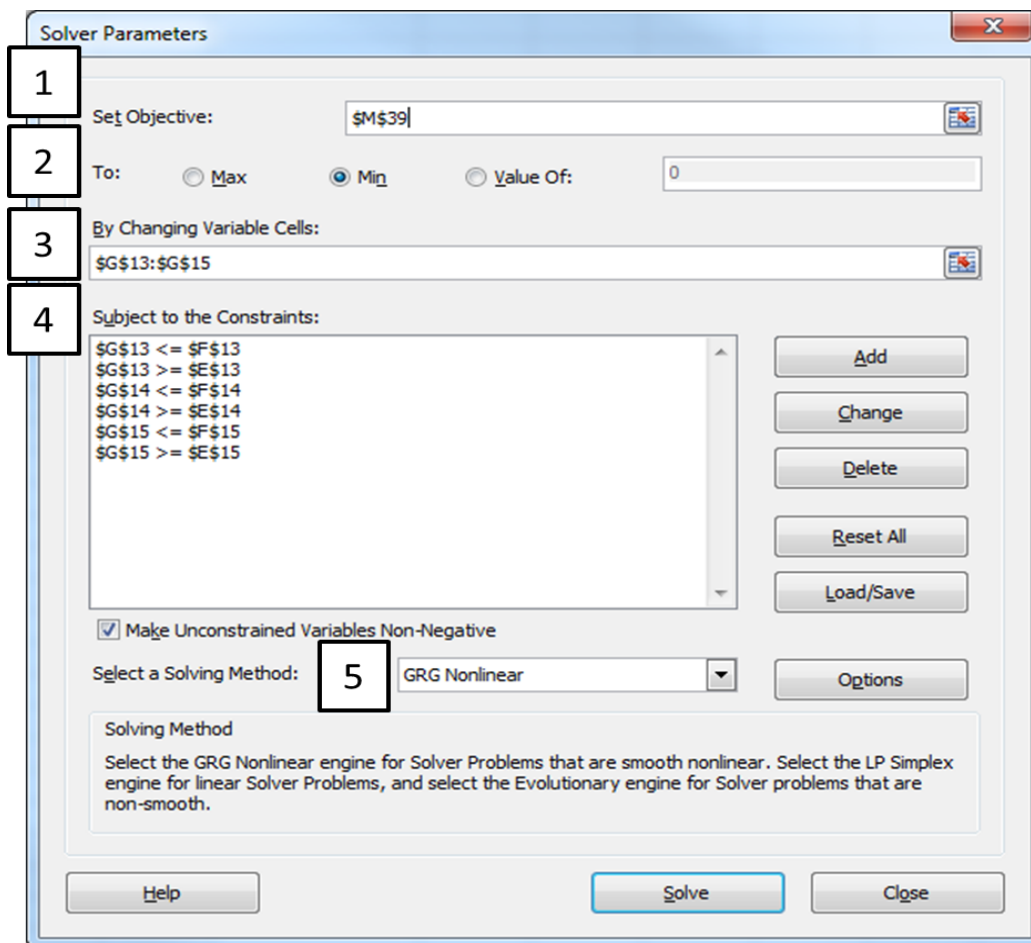 Solver Parameters
1
Set Objective:
$M$39
2
To:
Max
Min
Value Of:
0
3
By Changing Variable Cells:
$G$13:$G$15
4
Subject to the Constraints:
$G$13 <= $F$13
$G$13 >= $E$13
$G$14 <= $F$14
$G$14 >= $E$14
$G$15 <= $F$15
$G$15 >= $E$15
Add
Change
Delete
Reset All
Load/Save
Make Unconstrained Variables Non-Negative
Select a Solving Method:
5
GRG Nonlinear
Options
Solving Method
Select the GRG Nonlinear engine for Solver Problems that are smooth nonlinear. Select the LP Simplex
engine for linear Solver Problems, and select the Evolutionary engine for Solver problems that are
non-smooth.
Help
Solve
Close